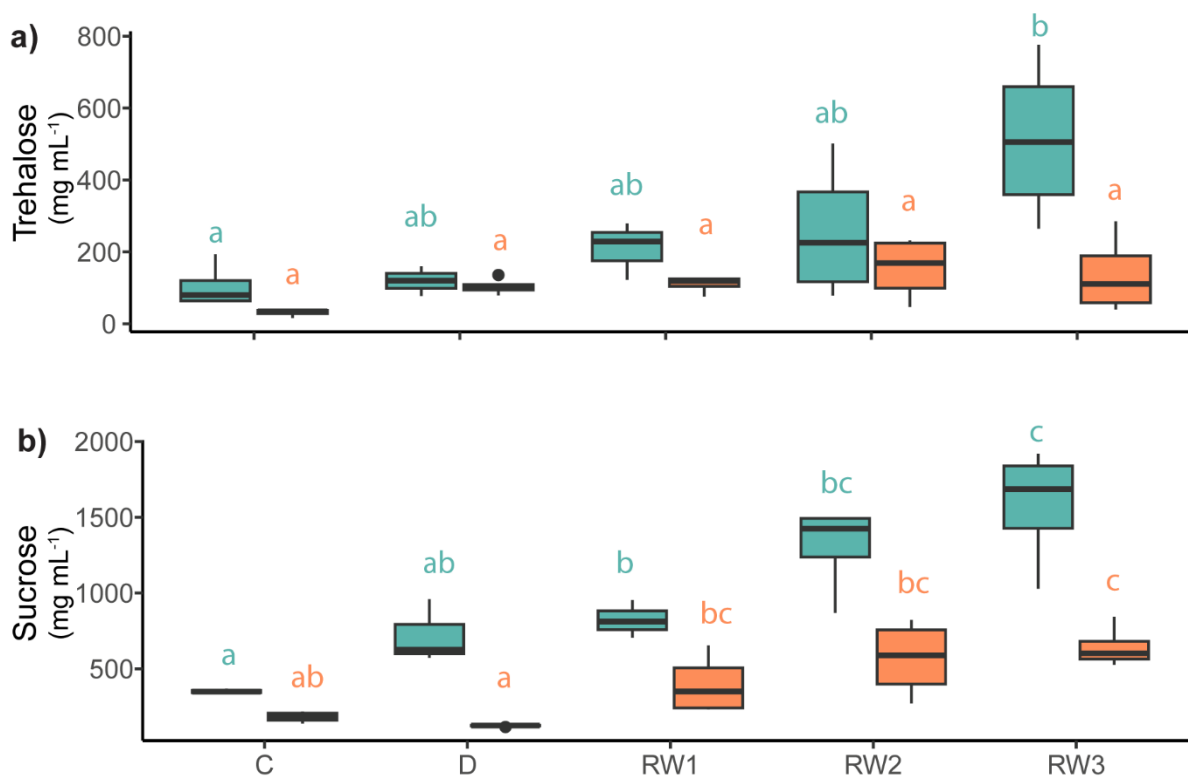 a)
Trehalose
(mg mL⁻¹)
800
600
400
200
0
a
a
ab
a
ab
a
ab
a
b
a
b)
Sucrose
(mg mL⁻¹)
2000
1500
1000
500
a
ab
ab
a
b
bc
bc
bc
c
c
C
D
RW1
RW2
RW3